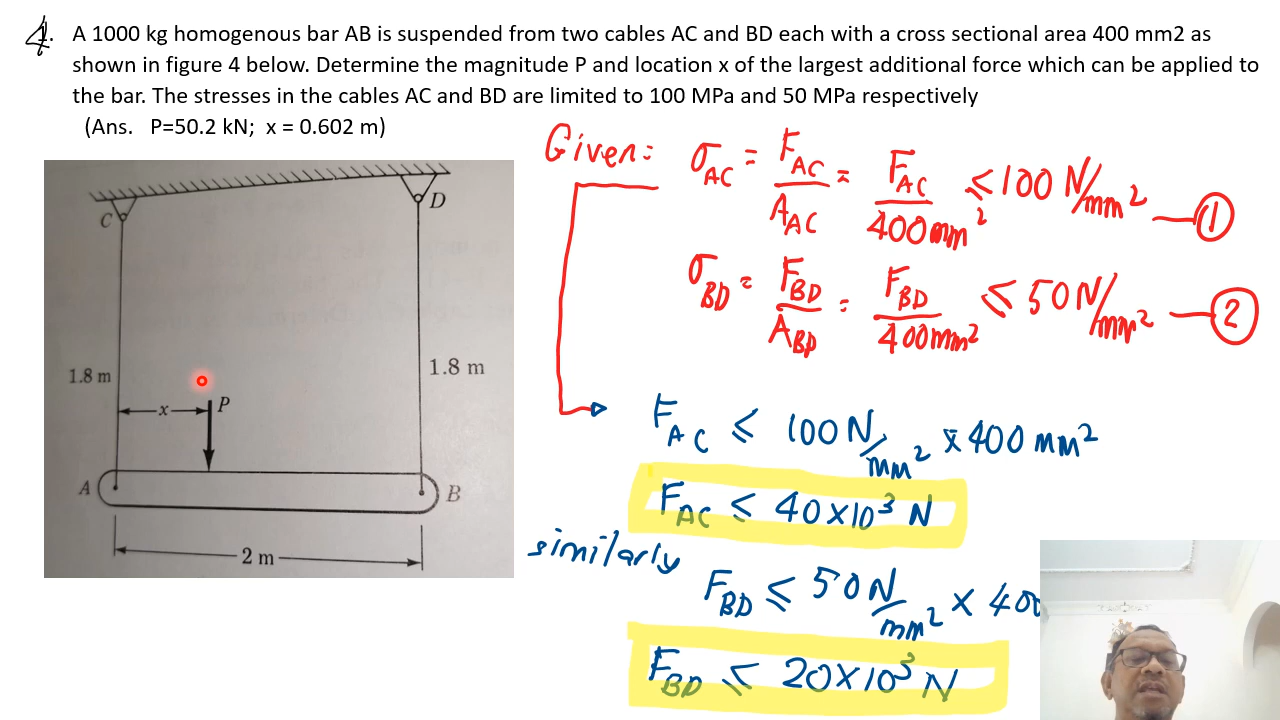 4. A 1000 kg homogenous bar AB is suspended from two cables AC and BD each with a cross sectional area 400 mm2 as
shown in figure 4 below. Determine the magnitude P and location x of the largest additional force which can be applied to
the bar. The stresses in the cables AC and BD are limited to 100 MPa and 50 MPa respectively
(Ans. P=50.2 kN; x = 0.602 m)
C
D
1.8 m
1.8 m
x
P
A
B
2 m
Given: σAC = FAC/AAC = FAC/400mm² ≤ 100 N/mm² — ①
σBD = FBD/ABD = FBD/400mm² ≤ 50 N/mm² — ②
FAC ≤ 100 N/mm² × 400 mm²
FAC ≤ 40×10³ N
similarly
FBD ≤ 50 N/mm² × 400
FBD ≤ 20×10³ N